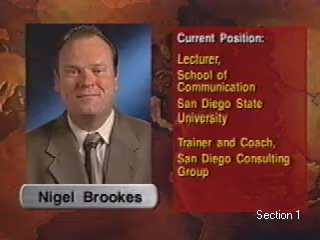 Current Position:
Lecturer,
School of
Communication
San Diego State
University
Trainer and Coach,
San Diego Consulting
Group
Nigel Brookes
Section 1